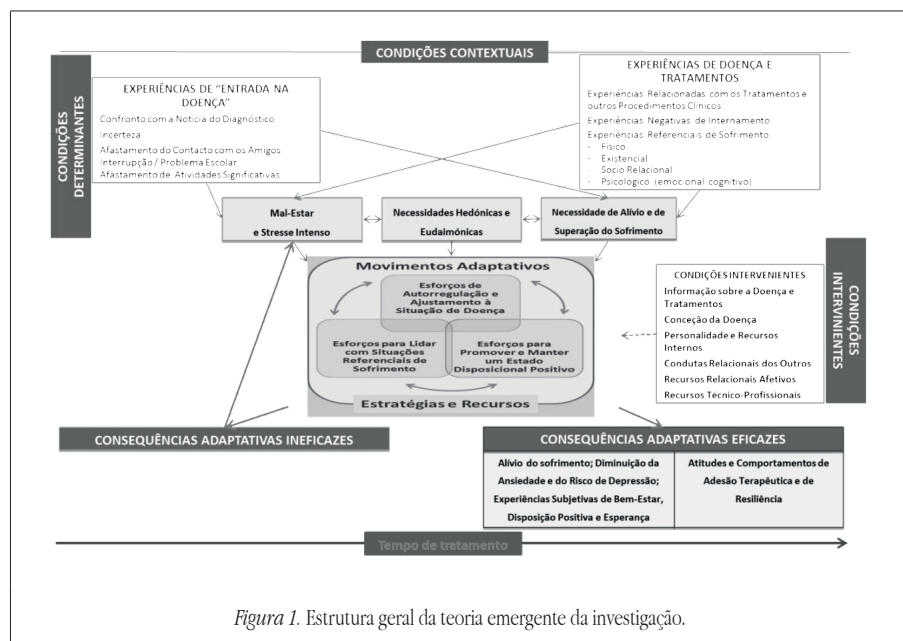 CONDIÇÕES CONTEXTUAIS
CONDIÇÕES DETERMINANTES
EXPERIÊNCIAS DE “ENTRADA NA
DOENÇA”
Confronto com a Noticia do Diagnóstico
Incerteza
Afastamento do Contacto com os Amigos
Interrupção / Problema Escolar
Afastamento de Atividades Significativas
EXPERIÊNCIAS DE DOENÇA E
TRATAMENTOS
Experiências Relacionadas com os Tratamentos e
outros Procedimentos Clínicos
Experiências Negativas de Internamento
Experiências Referenciais de Sofrimento
- Físico
- Existencial
- Socio Relacional
- Psicológico (emocional cognitivo)
Mal-Estar
e Stresse Intenso
Necessidades Hedónicas e
Eudaimónicas
Necessidade de Alívio e de
Superação do Sofrimento
Movimentos Adaptativos
Esforços de
Autorregulação e
Ajustamento à
Situação de Doença
Esforços para Lidar
com Situações
Referenciais de
Sofrimento
Esforços para
Promover e Manter
um Estado
Disposicional Positivo
Estratégias e Recursos
CONDIÇÕES INTERVENIENTES
Informação sobre a Doença e
Tratamentos
Conceção da Doença
Personalidade e Recursos
Internos
Condutas Relacionais dos Outros
Recursos Relacionais Afetivos
Recursos Técnico-Profissionais
CONDIÇÕES
INTERVINIENTES
CONSEQUÊNCIAS ADAPTATIVAS INEFICAZES
CONSEQUÊNCIAS ADAPTATIVAS EFICAZES
Alívio do sofrimento; Diminuição da
Ansiedade e do Risco de Depressão;
Experiências Subjetivas de Bem-Estar,
Disposição Positiva e Esperança
Atitudes e Comportamentos de
Adesão Terapêutica e de
Resiliência
Tempo de tratamento
Figura 1. Estrutura geral da teoria emergente da investigação.